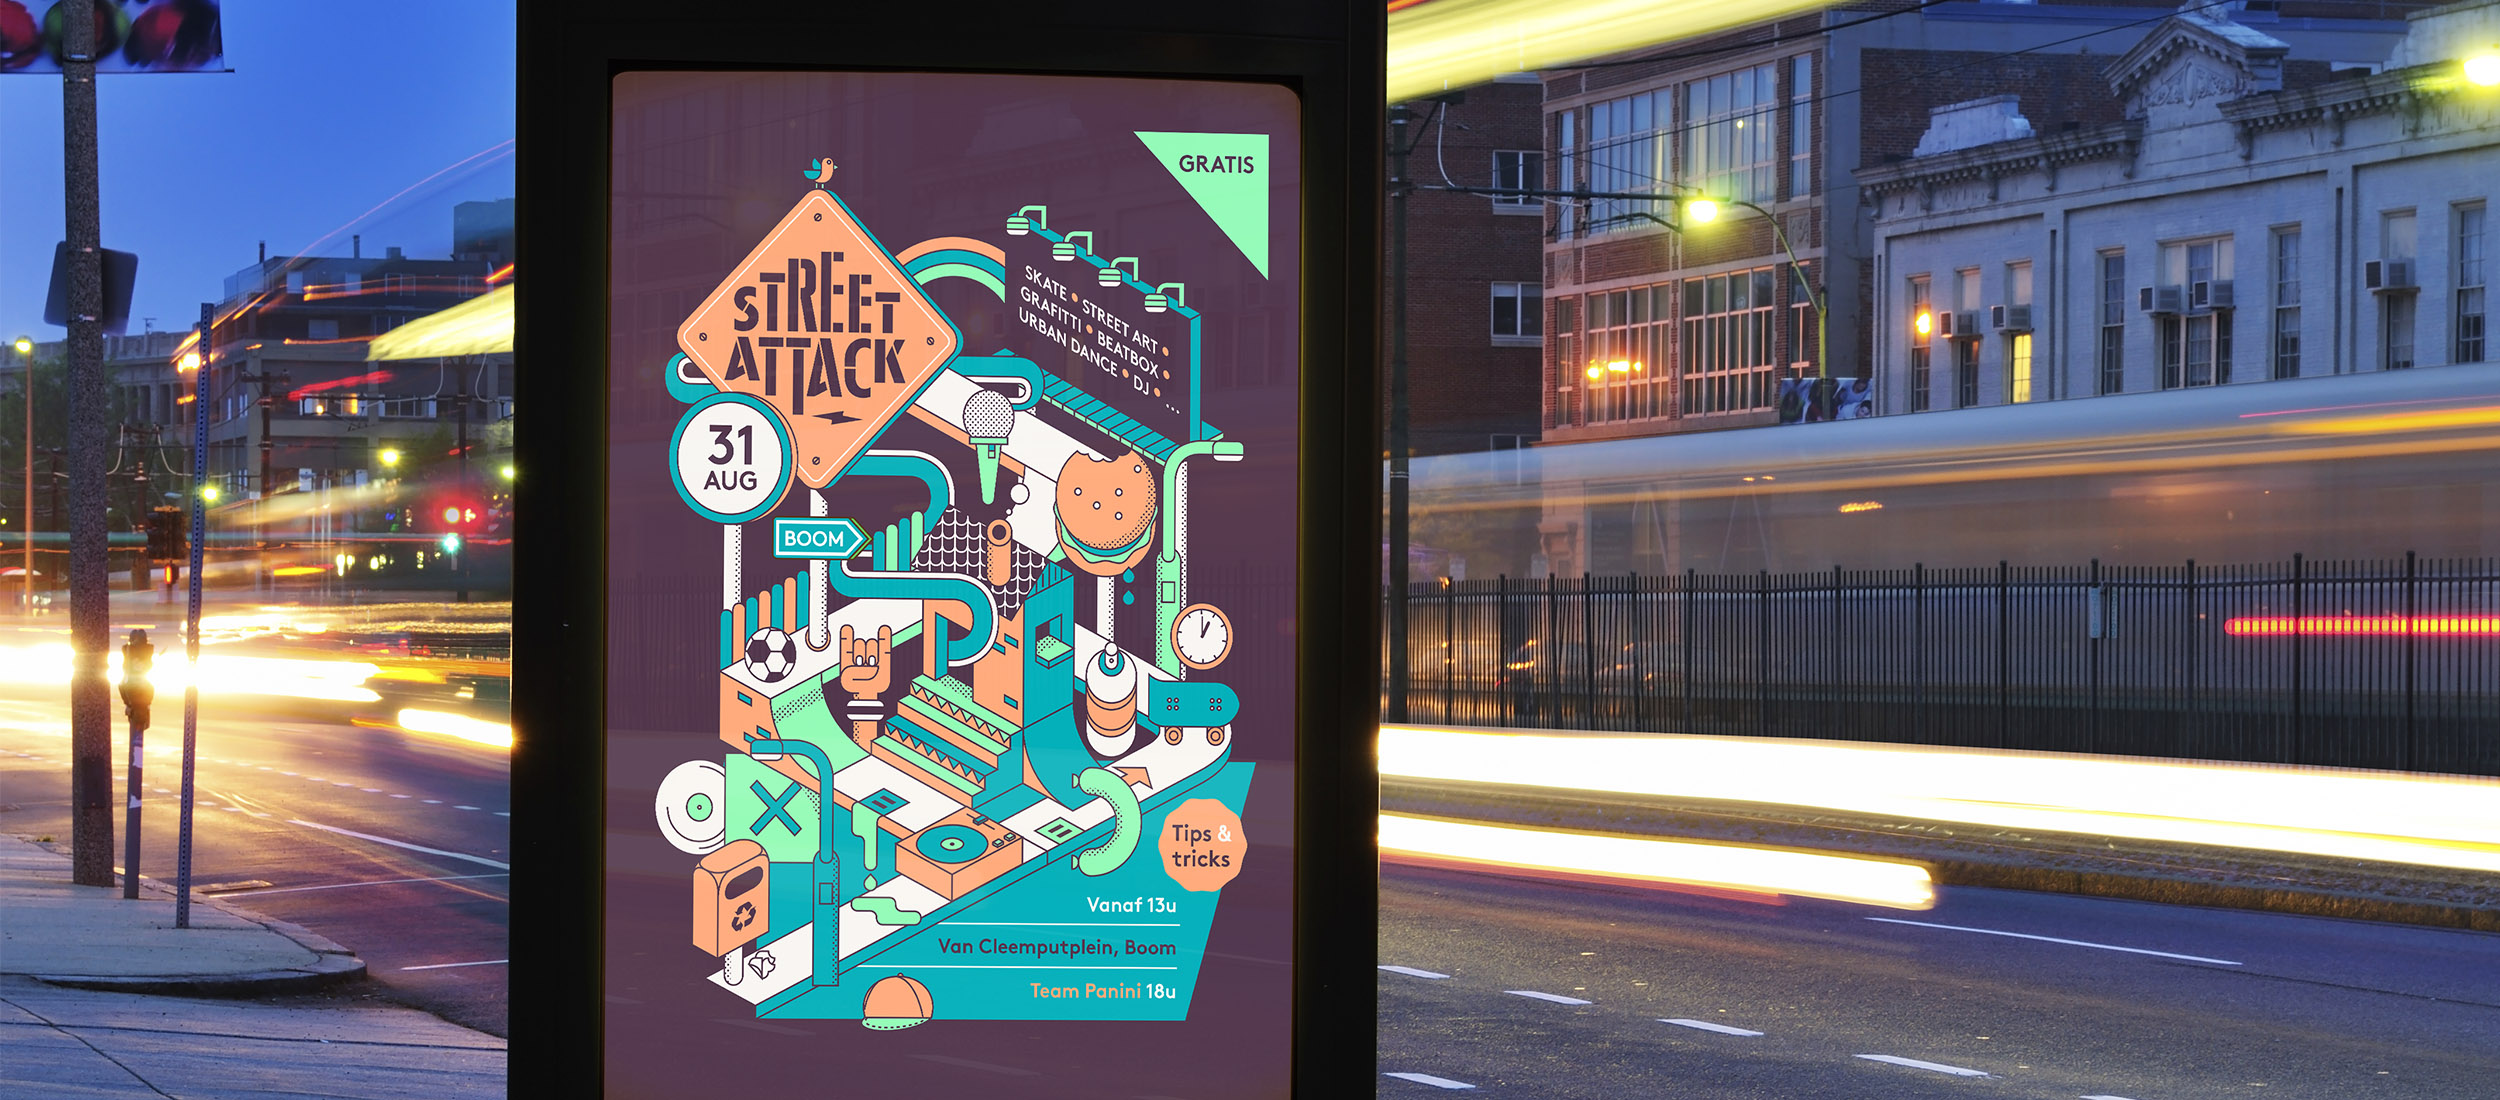 GRATIS
STREET
ATTACK
SKATE • STREET ART •
GRAFITTI • BEATBOX •
URBAN DANCE • DJ • ...
31
AUG
BOOM
Tips &
tricks
Vanaf 13u
Van Cleemputplein, Boom
Team Panini 18u